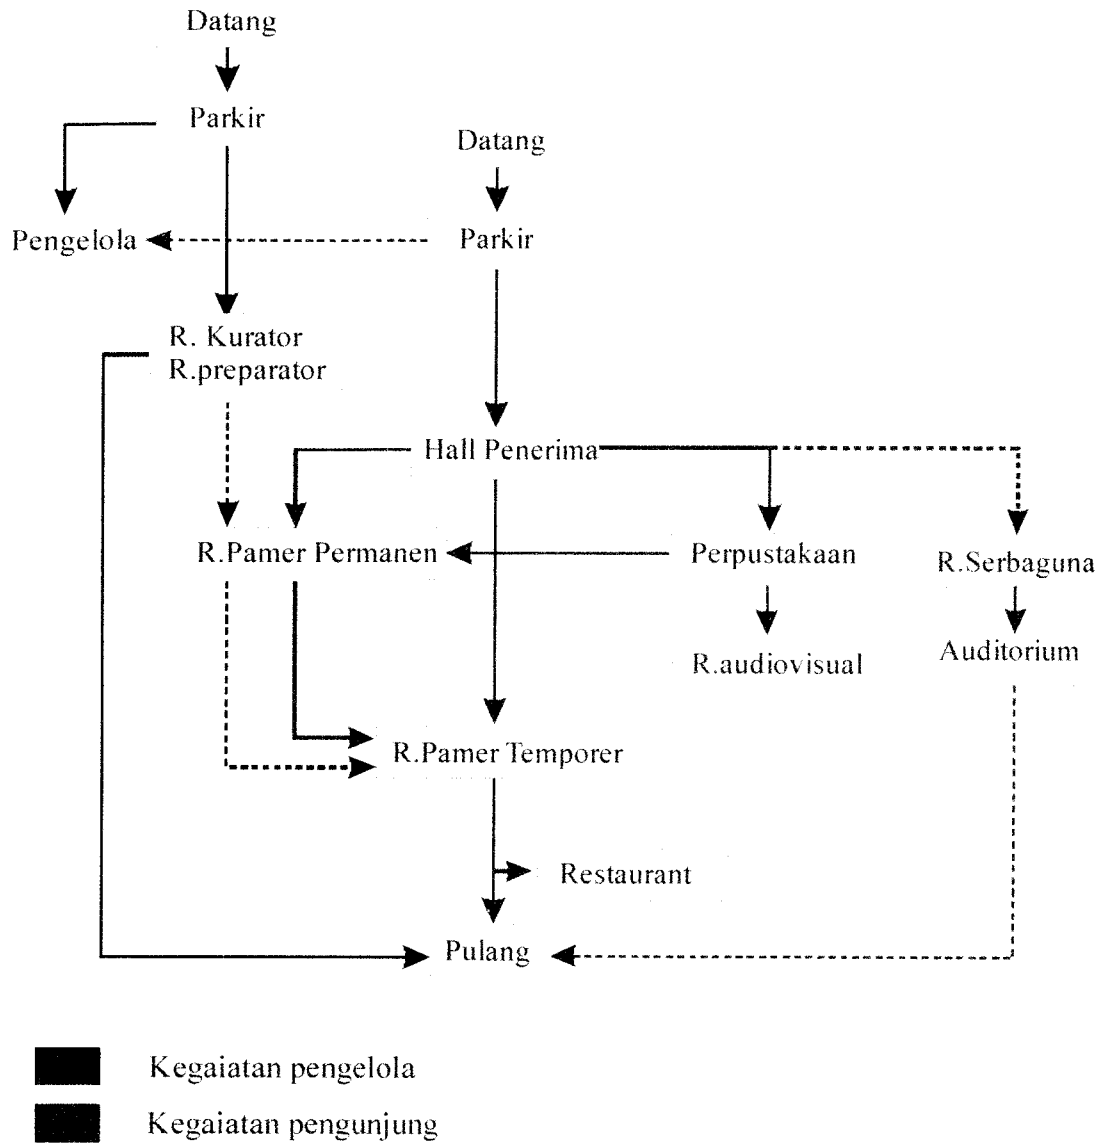 Datang
Parkir
Datang
Pengelola
Parkir
R. Kurator
R.preparator
Hall Penerima
R.Pamer Permanen
Perpustakaan
R.Serbaguna
R.audiovisual
Auditorium
R.Pamer Temporer
Restaurant
Pulang
Kegaiatan pengelola
Kegaiatan pengunjung